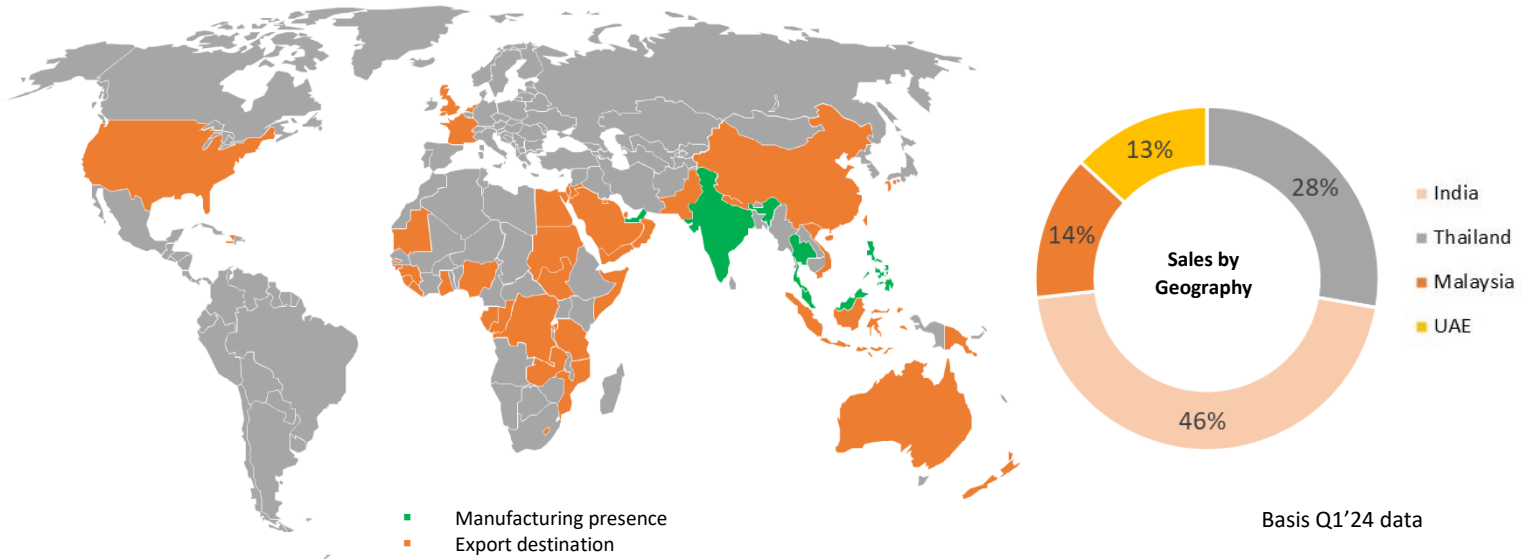 13%
28%
14%
46%
Sales by
Geography
India
Thailand
Malaysia
UAE
Manufacturing presence
Export destination
Basis Q1’24 data